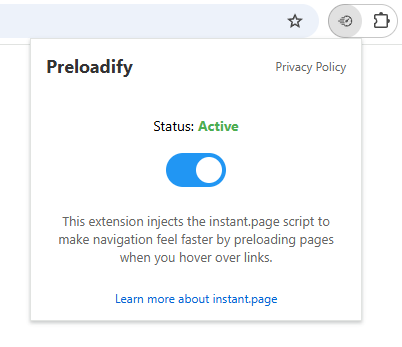 Preloadify
Privacy Policy
Status: Active
This extension injects the instant.page script to
make navigation feel faster by preloading pages
when you hover over links.
Learn more about instant.page